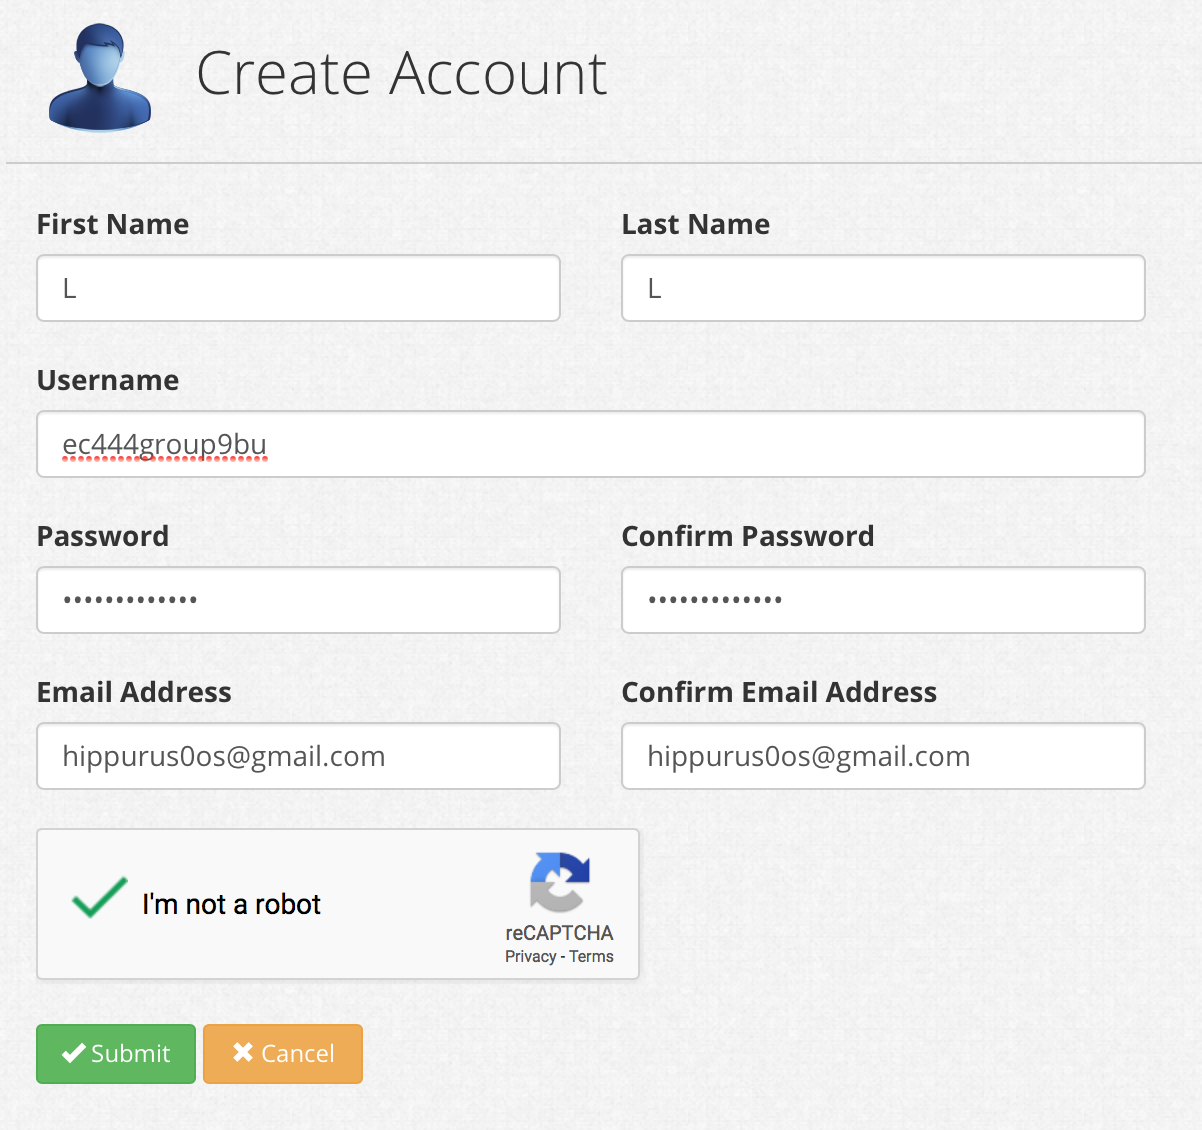 Create Account
First Name Last Name
L L
Username
ec444group9bu
Password Confirm Password
••••••••••••• •••••••••••••
Email Address Confirm Email Address
hippurus0os@gmail.com hippurus0os@gmail.com
I'm not a robot
reCAPTCHA
Privacy - Terms
Submit Cancel